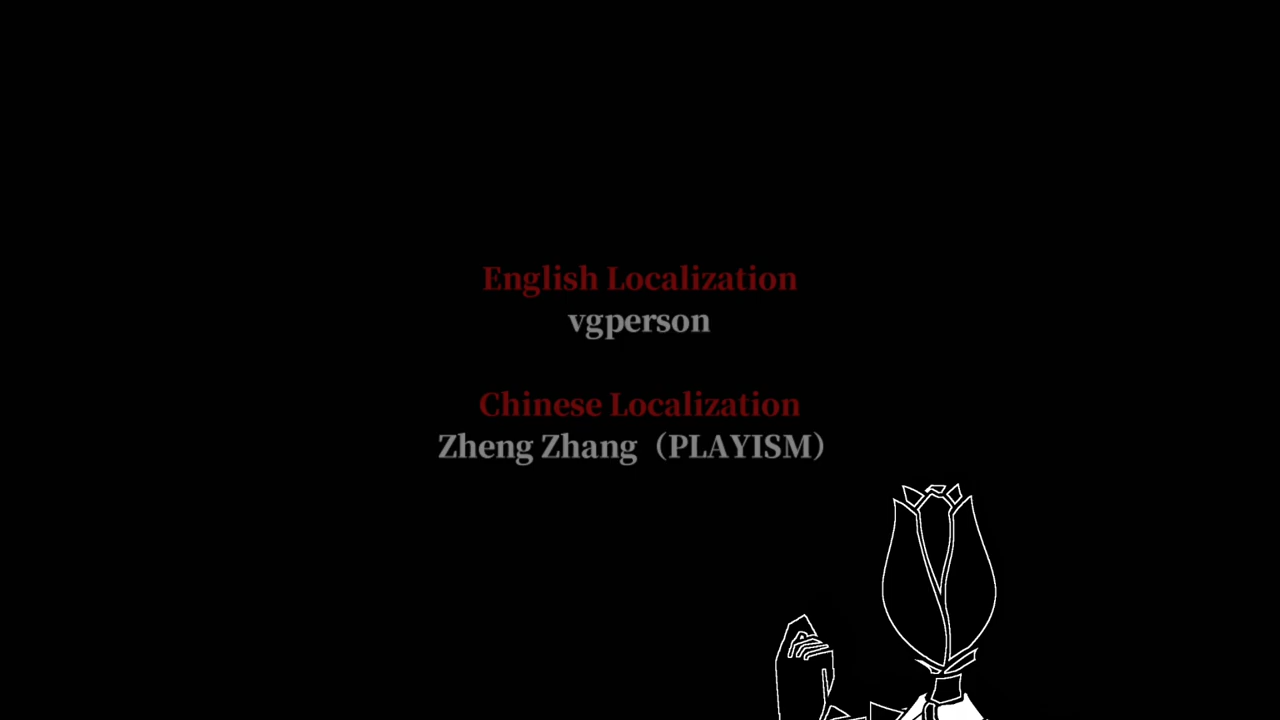 English Localization
vgperson
Chinese Localization
Zheng Zhang（PLAYISM）